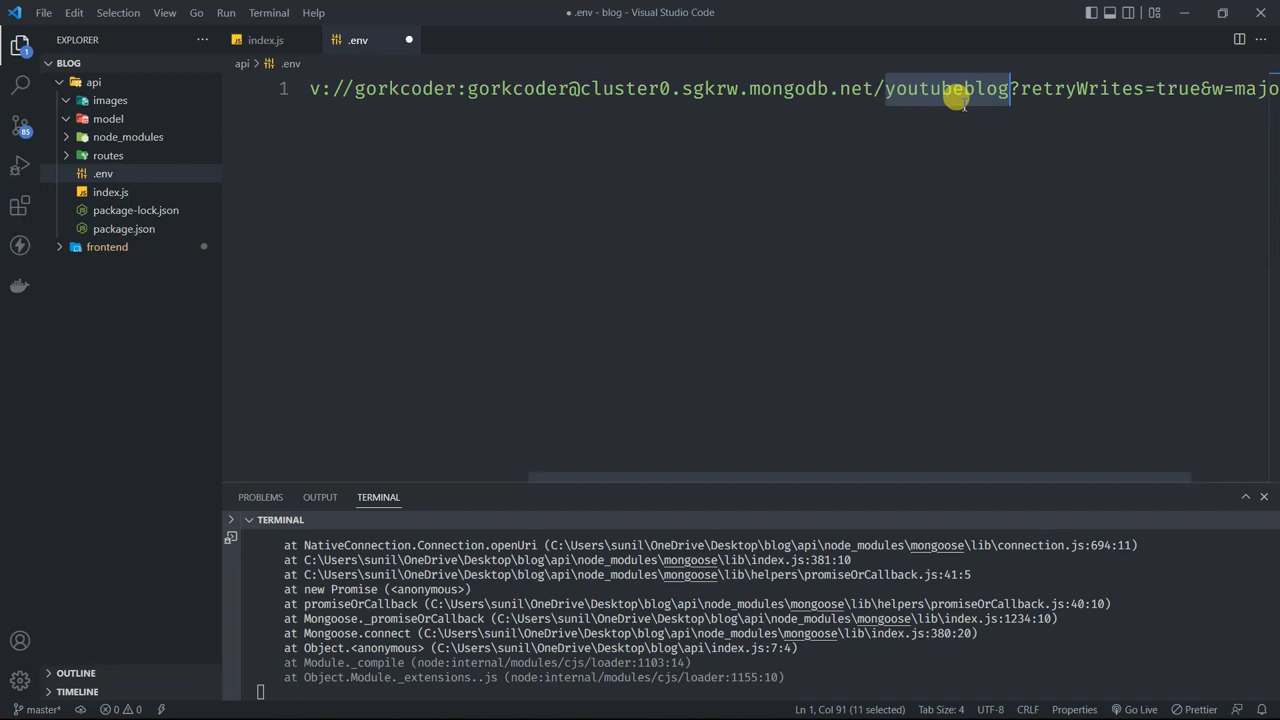 File Edit Selection View Go Run Terminal Help
● .env - blog - Visual Studio Code
EXPLORER
index.js
.env
BLOG
api > .env
api
images
model
node_modules
routes
.env
index.js
package-lock.json
package.json
frontend
1
85
1 v://gorkcoder:gorkcoder@cluster0.sgkrw.mongodb.net/youtubeblog?retryWrites=true&w=majo
PROBLEMS OUTPUT TERMINAL
TERMINAL
at NativeConnection.Connection.openUri (C:\Users\sunil\OneDrive\Desktop\blog\api\node_modules\mongoose\lib\connection.js:694:11)
at C:\Users\sunil\OneDrive\Desktop\blog\api\node_modules\mongoose\lib\index.js:381:10
at C:\Users\sunil\OneDrive\Desktop\blog\api\node_modules\mongoose\lib\helpers\promiseOrCallback.js:41:5
at new Promise (<anonymous>)
at promiseOrCallback (C:\Users\sunil\OneDrive\Desktop\blog\api\node_modules\mongoose\lib\helpers\promiseOrCallback.js:40:10)
at Mongoose._promiseOrCallback (C:\Users\sunil\OneDrive\Desktop\blog\api\node_modules\mongoose\lib\index.js:1234:10)
at Mongoose.connect (C:\Users\sunil\OneDrive\Desktop\blog\api\node_modules\mongoose\lib\index.js:380:20)
at Object.<anonymous> (C:\Users\sunil\OneDrive\Desktop\blog\api\index.js:7:4)
at Module._compile (node:internal/modules/cjs/loader:1103:14)
at Object.Module._extensions..js (node:internal/modules/cjs/loader:1155:10)
OUTLINE
TIMELINE
master* 0 0 Ln 1, Col 91 (11 selected) Tab Size: 4 UTF-8 CRLF Properties Go Live Prettier